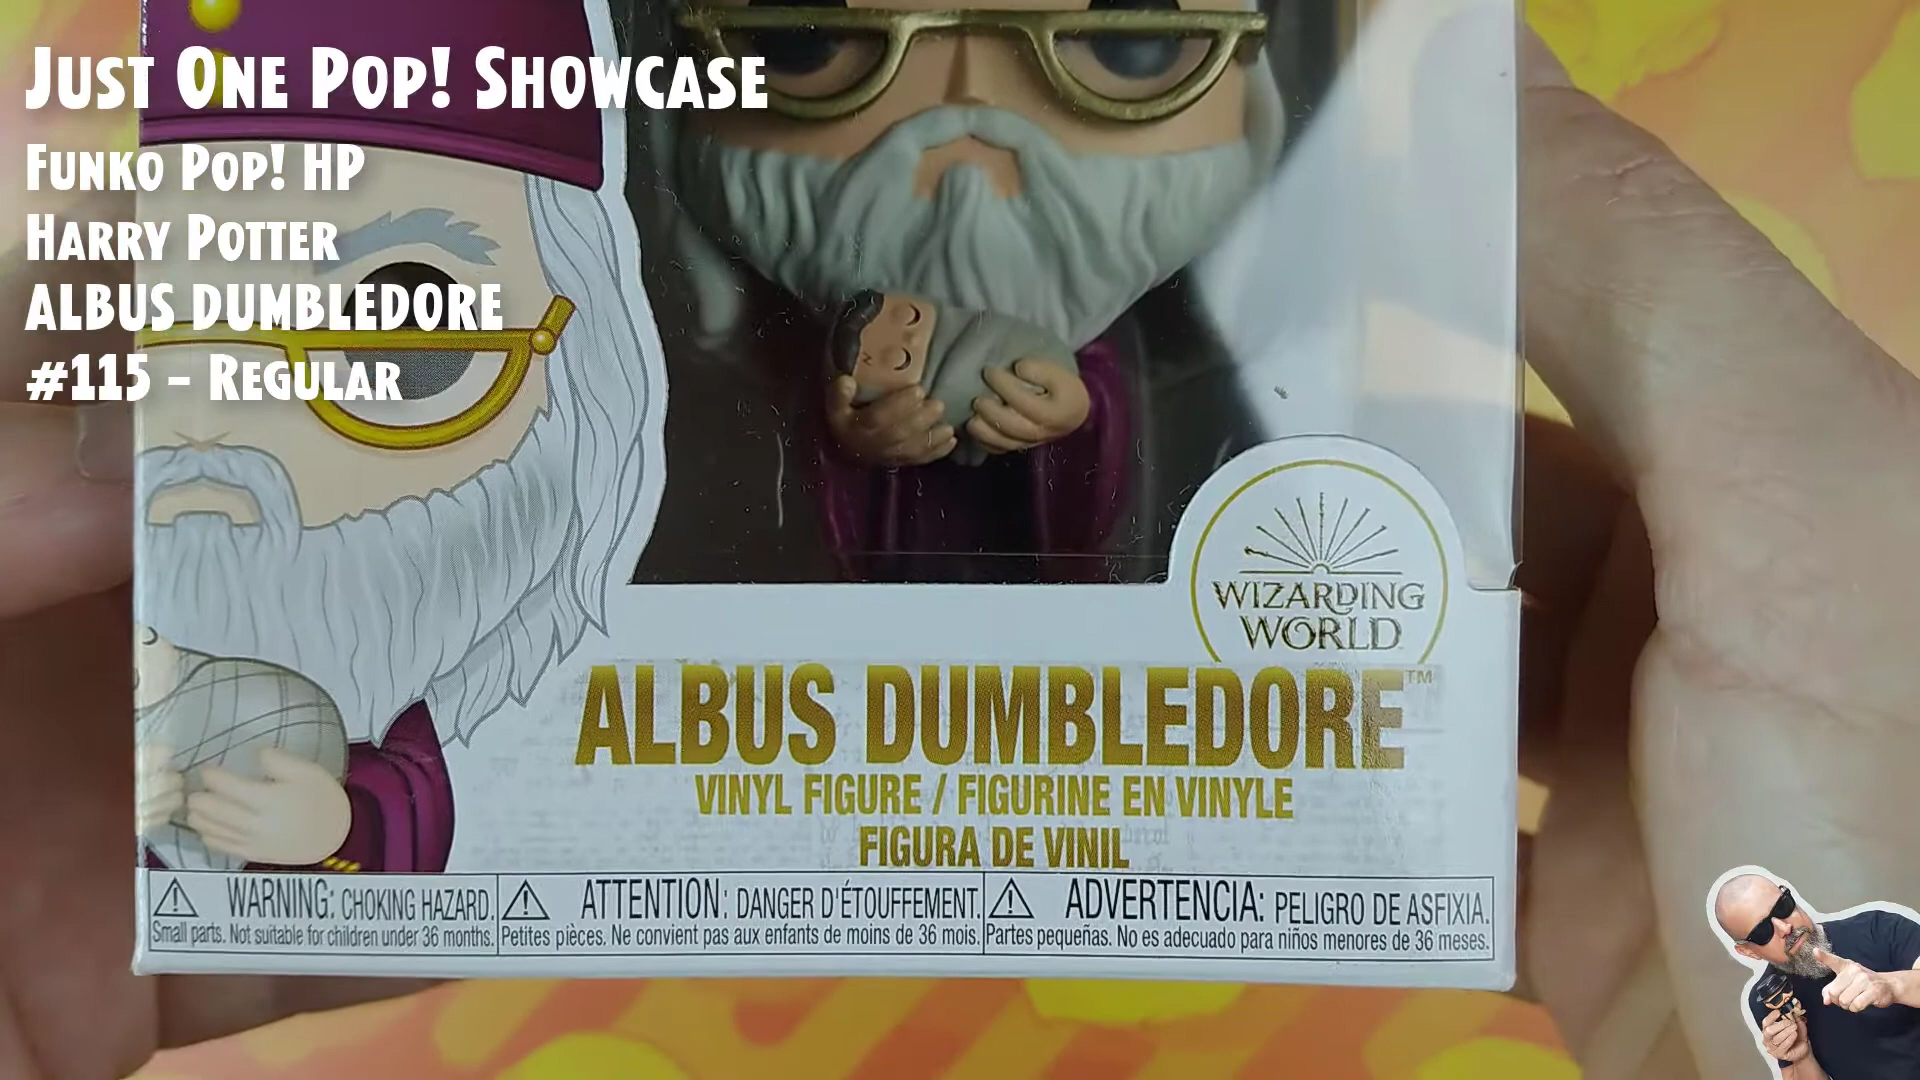 Just One Pop! Showcase
Funko Pop! HP
Harry Potter
ALBUS DUMBLEDORE
#115 - Regular
WIZARDING
WORLD
ALBUS DUMBLEDORE™
VINYL FIGURE / FIGURINE EN VINYLE
FIGURA DE VINIL
WARNING: CHOKING HAZARD.
Small parts. Not suitable for children under 36 months.
ATTENTION: DANGER D'ÉTOUFFEMENT.
Petites pièces. Ne convient pas aux enfants de moins de 36 mois.
ADVERTENCIA: PELIGRO DE ASFIXIA.
Partes pequeñas. No es adecuado para niños menores de 36 meses.